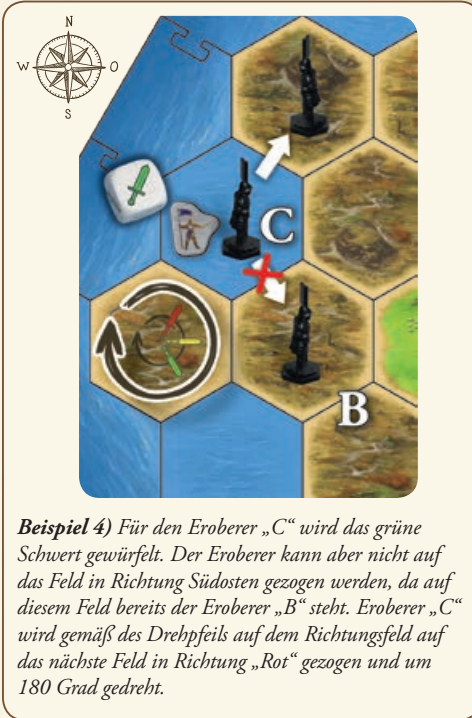 N
W
O
S
C
B
Beispiel 4) Für den Eroberer „C“ wird das grüne
Schwert gewürfelt. Der Eroberer kann aber nicht auf
das Feld in Richtung Südosten gezogen werden, da auf
diesem Feld bereits der Eroberer „B“ steht. Eroberer „C“
wird gemäß des Drehpfeils auf dem Richtungsfeld auf
das nächste Feld in Richtung „Rot“ gezogen und um
180 Grad gedreht.